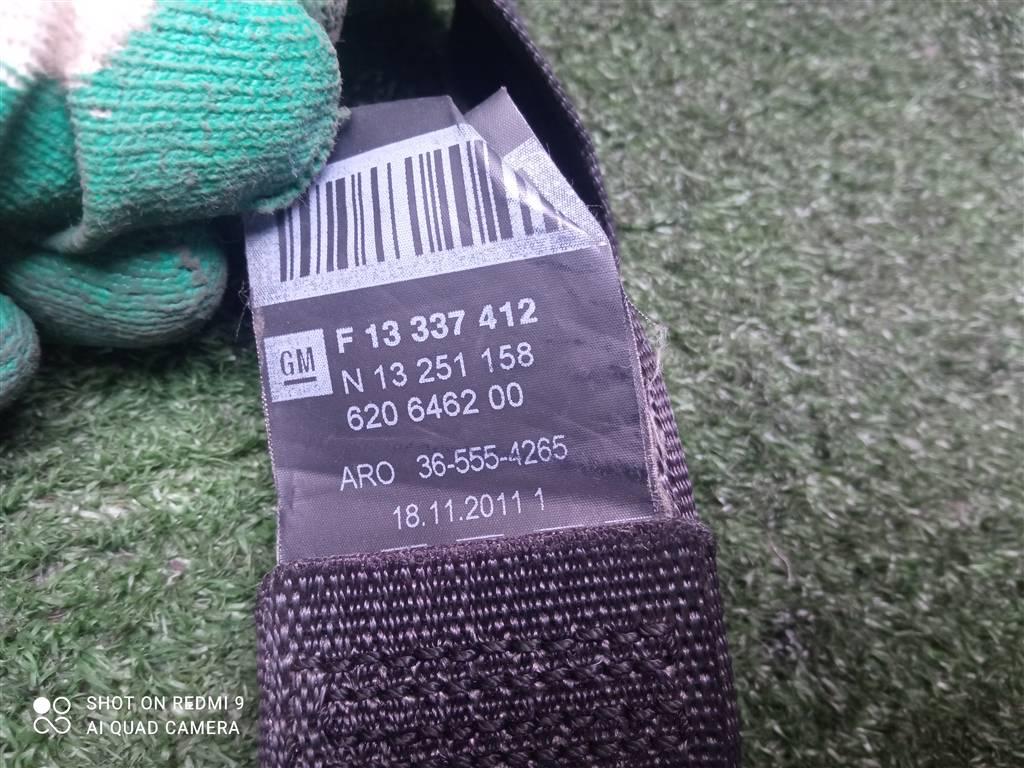 GM
F 13 337 412
N 13 251 158
620 6462 00
ARO 36-555-4265
18.11.2011 1
SHOT ON REDMI 9
AI QUAD CAMERA